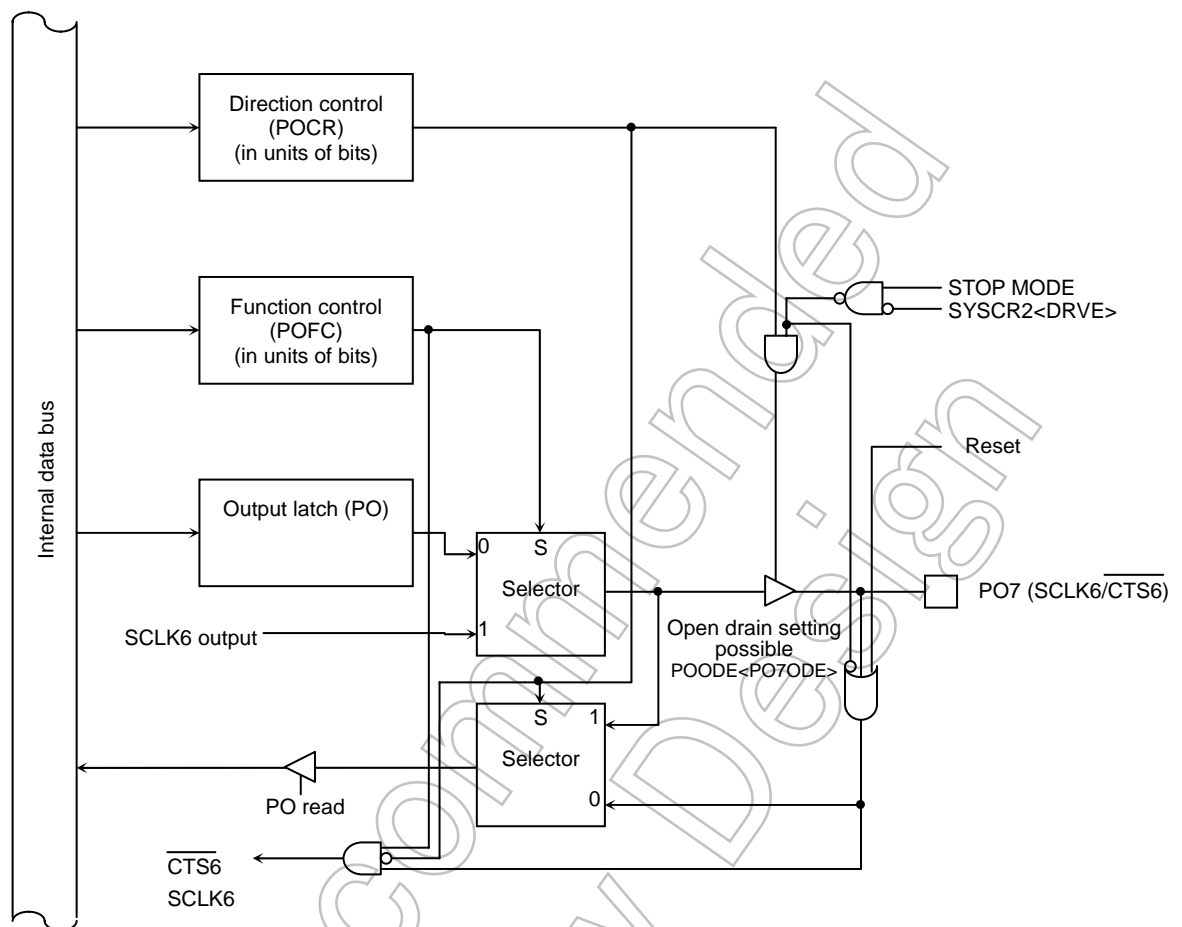 Direction control
(POCR)
(in units of bits)
STOP MODE
SYSCR2<DRVE>
Function control
(POFC)
(in units of bits)
Internal data bus
Reset
Output latch (PO)
0
S
Selector
1
SCLK6 output
PO7 (SCLK6/CTS6)
Open drain setting
possible
POODE<PO7ODE>
S
1
Selector
0
PO read
CTS6
SCLK6
commended
Design